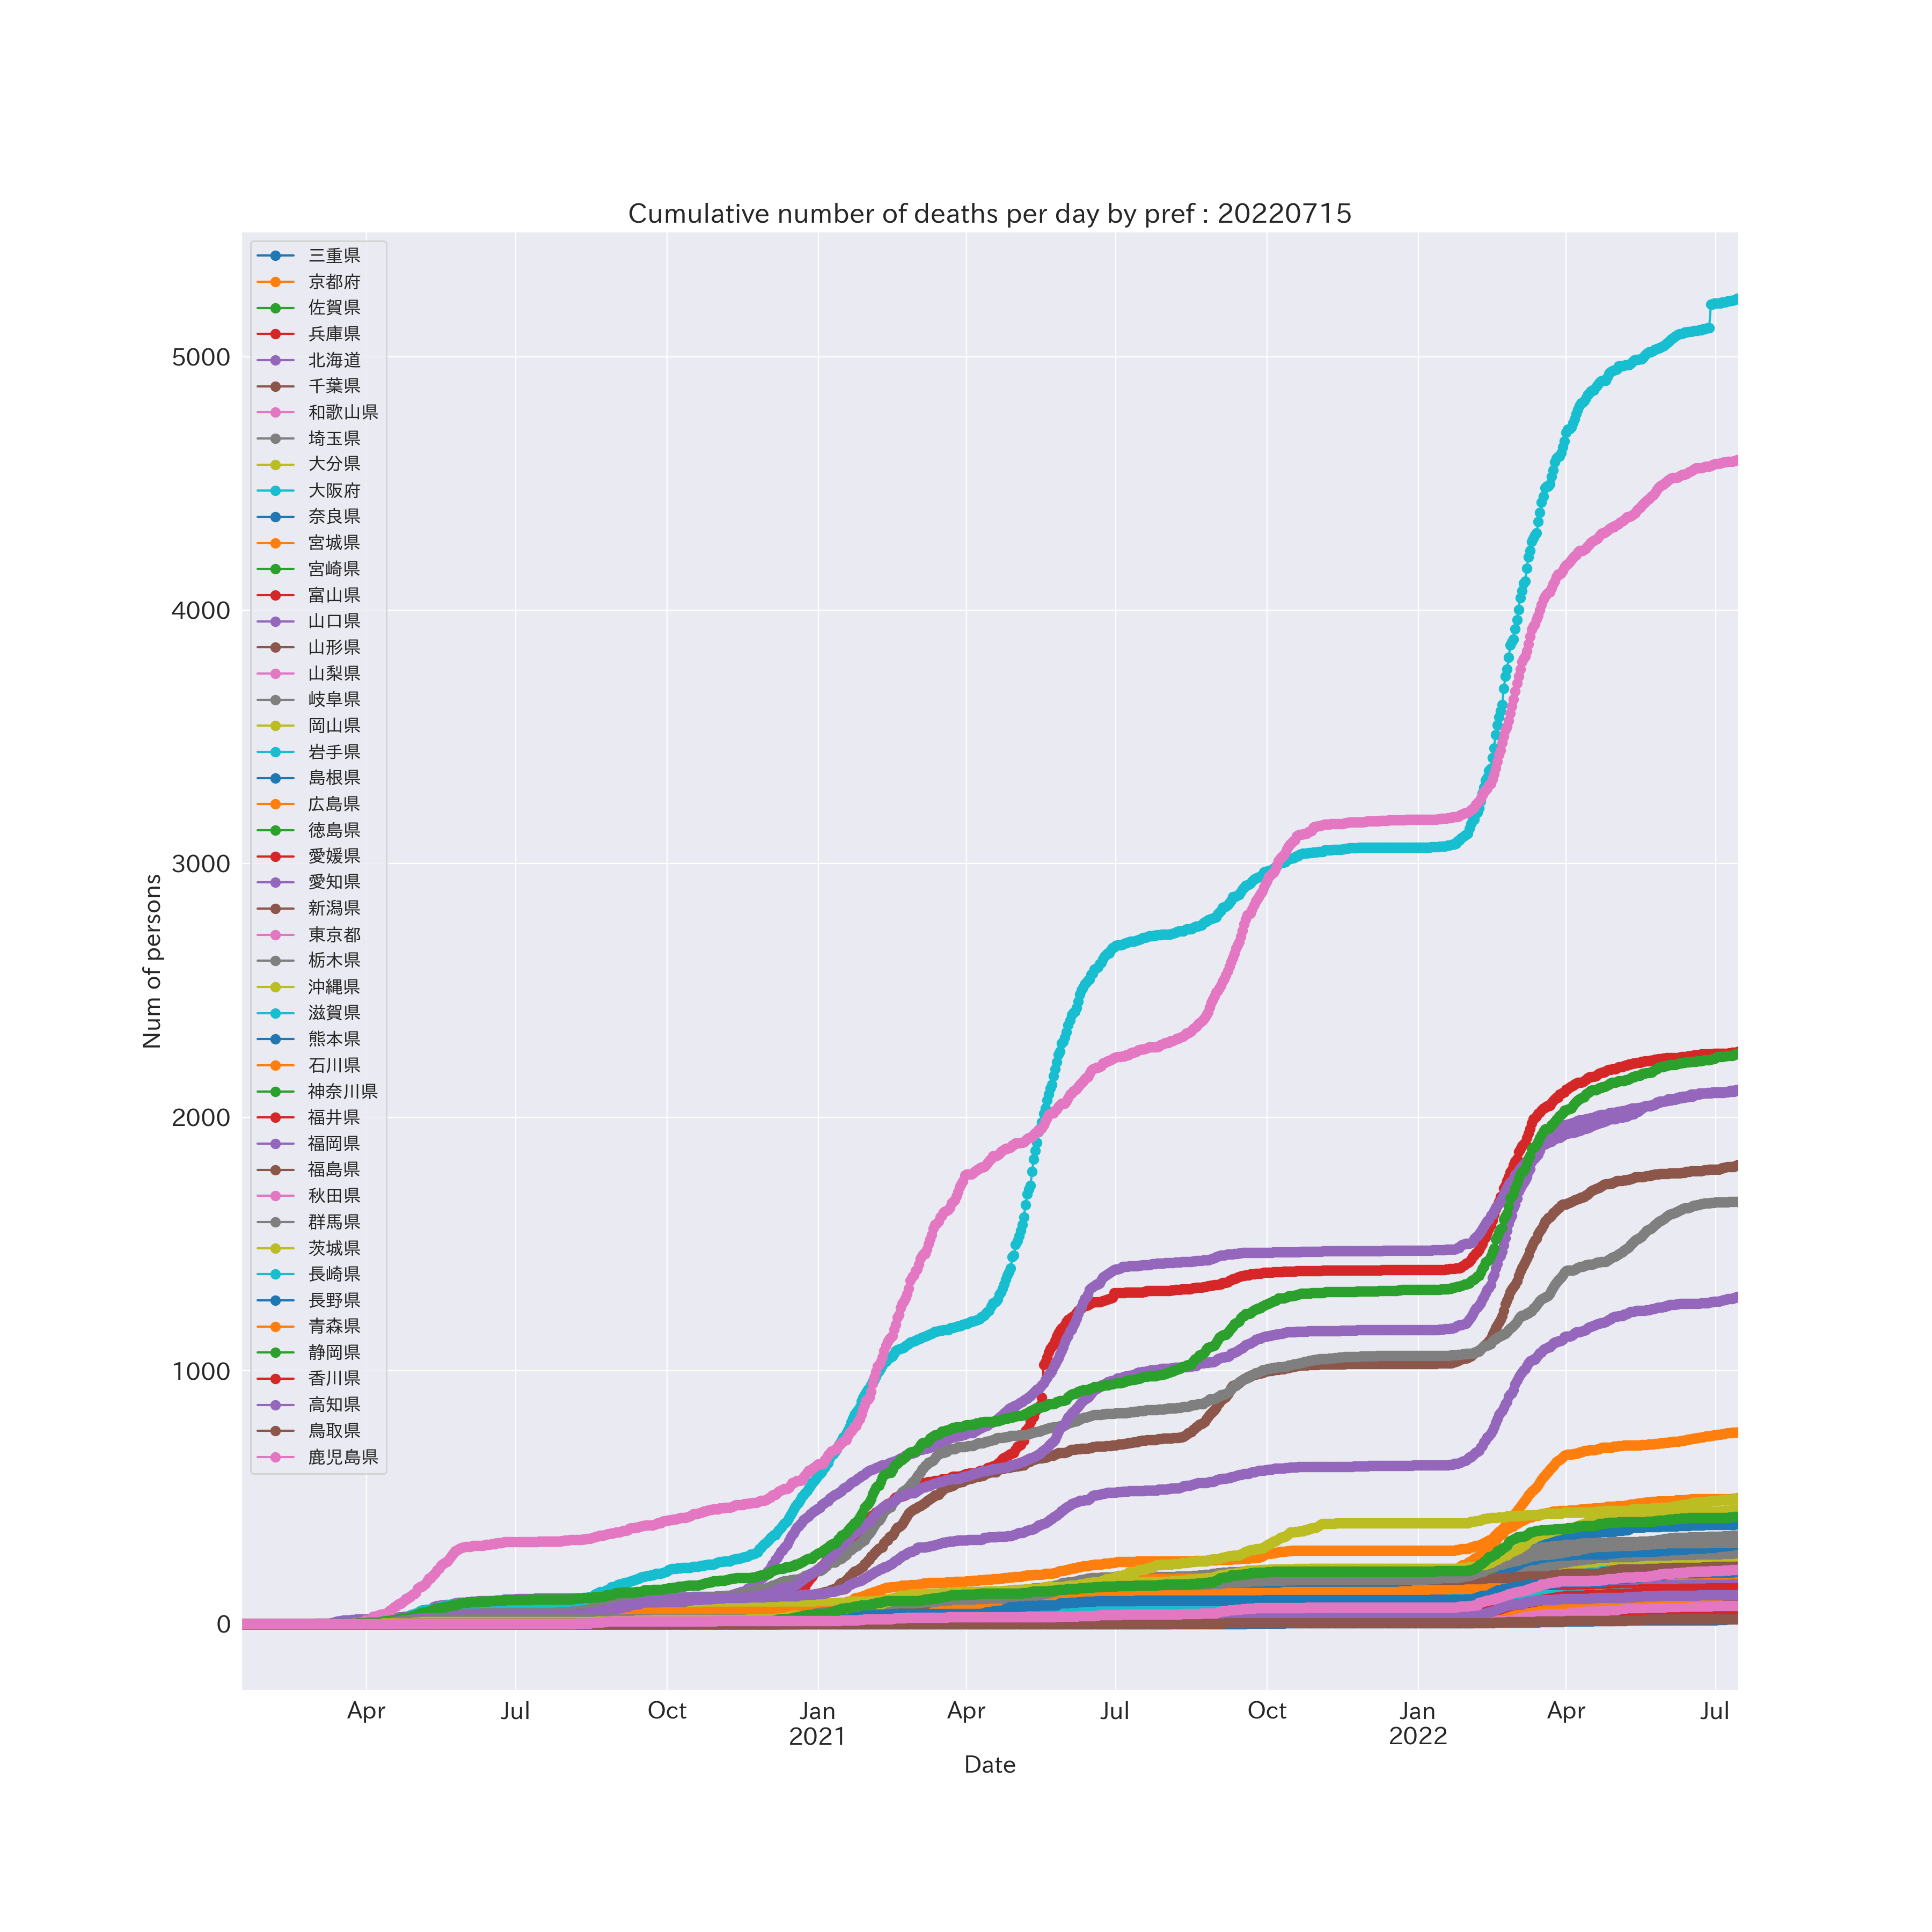 Cumulative number of deaths per day by pref : 20220715
三重県
京都府
佐賀県
兵庫県
北海道
千葉県
和歌山県
埼玉県
大分県
大阪府
奈良県
宮城県
宮崎県
富山県
山口県
山形県
山梨県
岐阜県
岡山県
岩手県
島根県
広島県
徳島県
愛媛県
愛知県
新潟県
東京都
栃木県
沖縄県
滋賀県
熊本県
石川県
神奈川県
福井県
福岡県
福島県
秋田県
群馬県
茨城県
長崎県
長野県
青森県
静岡県
香川県
高知県
鳥取県
鹿児島県
Num of persons
5000
4000
3000
2000
1000
0
Apr Jul Oct Jan Apr Jul Oct Jan Apr Jul
2021 2022
Date